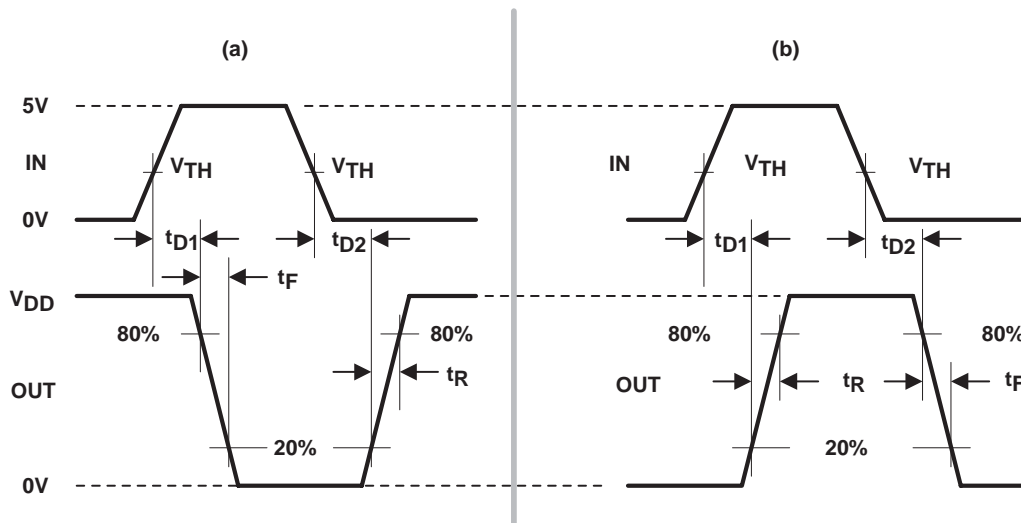 (a)
(b)
5V
IN
VTH
VTH
IN
VTH
VTH
0V
tD1
tD2
tD1
tD2
tF
VDD
80%
80%
80%
80%
OUT
tR
OUT
tR
tF
20%
20%
0V